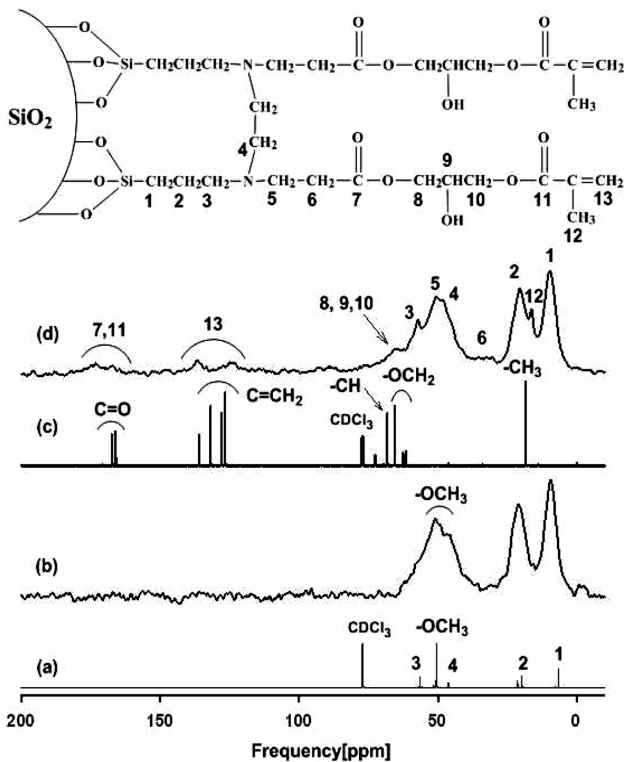 O O
O Si—CH₂CH₂CH₂—N—CH₂—CH₂—C—O—CH₂CHCH₂—O—C—C=CH₂
O CH₂ OH CH₃
SiO₂
O 4 CH₂ O 9 O
O Si—CH₂CH₂CH₂—N—CH₂—CH₂—C—O—CH₂CHCH₂—O—C—C=CH₂
O 1 2 3 5 6 7 8 OH 10 11 CH₃ 13
12
1
2
5
12
8, 9,10 3 4
7,11 13 6
(d)
-CH -OCH₂ -CH₃
C=O C=CH₂
(c) CDCl₃
-OCH₃
(b)
CDCl₃ -OCH₃
(a) 3 4 2 1
200 150 100 50 0
Frequency[ppm]